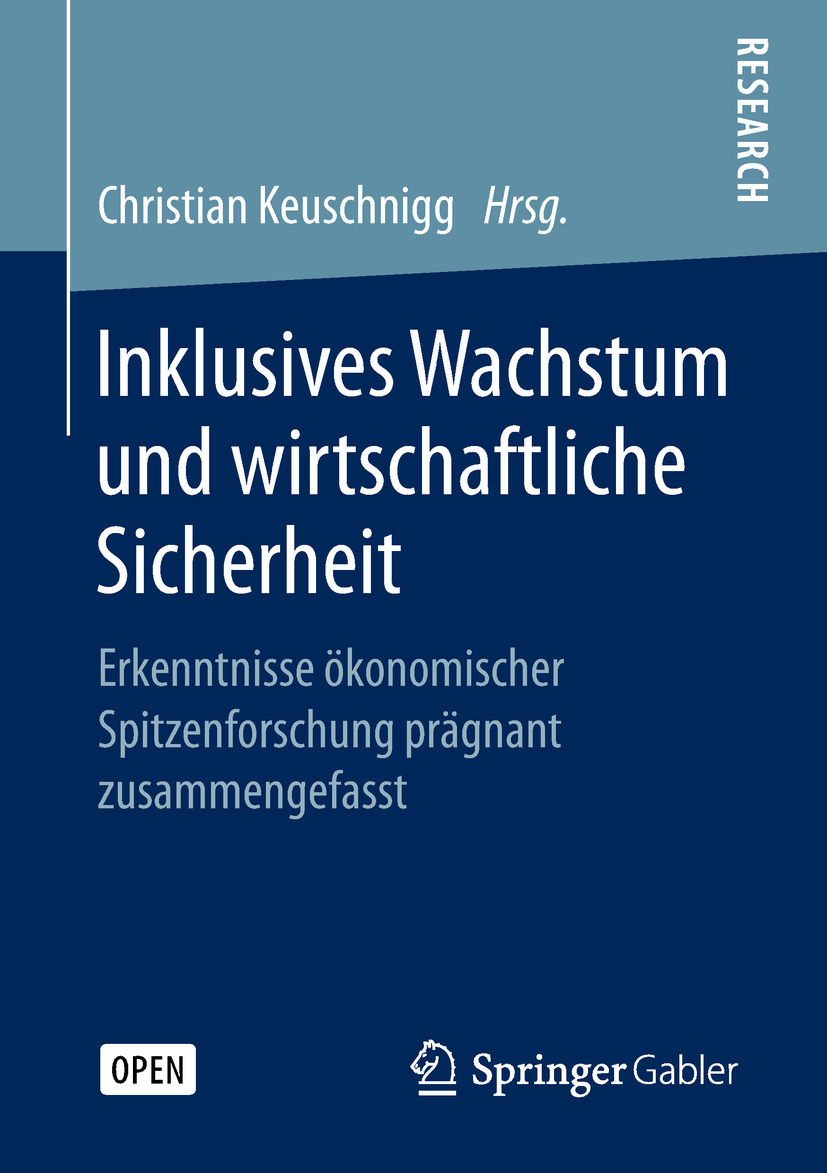 RESEARCH
Christian Keuschnigg Hrsg.
Inklusives Wachstum
und wirtschaftliche
Sicherheit
Erkenntnisse ökonomischer
Spitzenforschung prägnant
zusammengefasst
OPEN
Springer Gabler